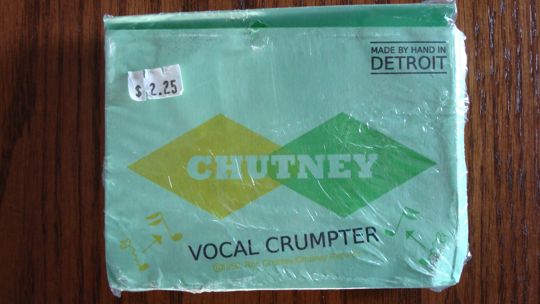 MADE BY HAND IN
DETROIT
$ 2.25
CHUTNEY
VOCAL CRUMPTER